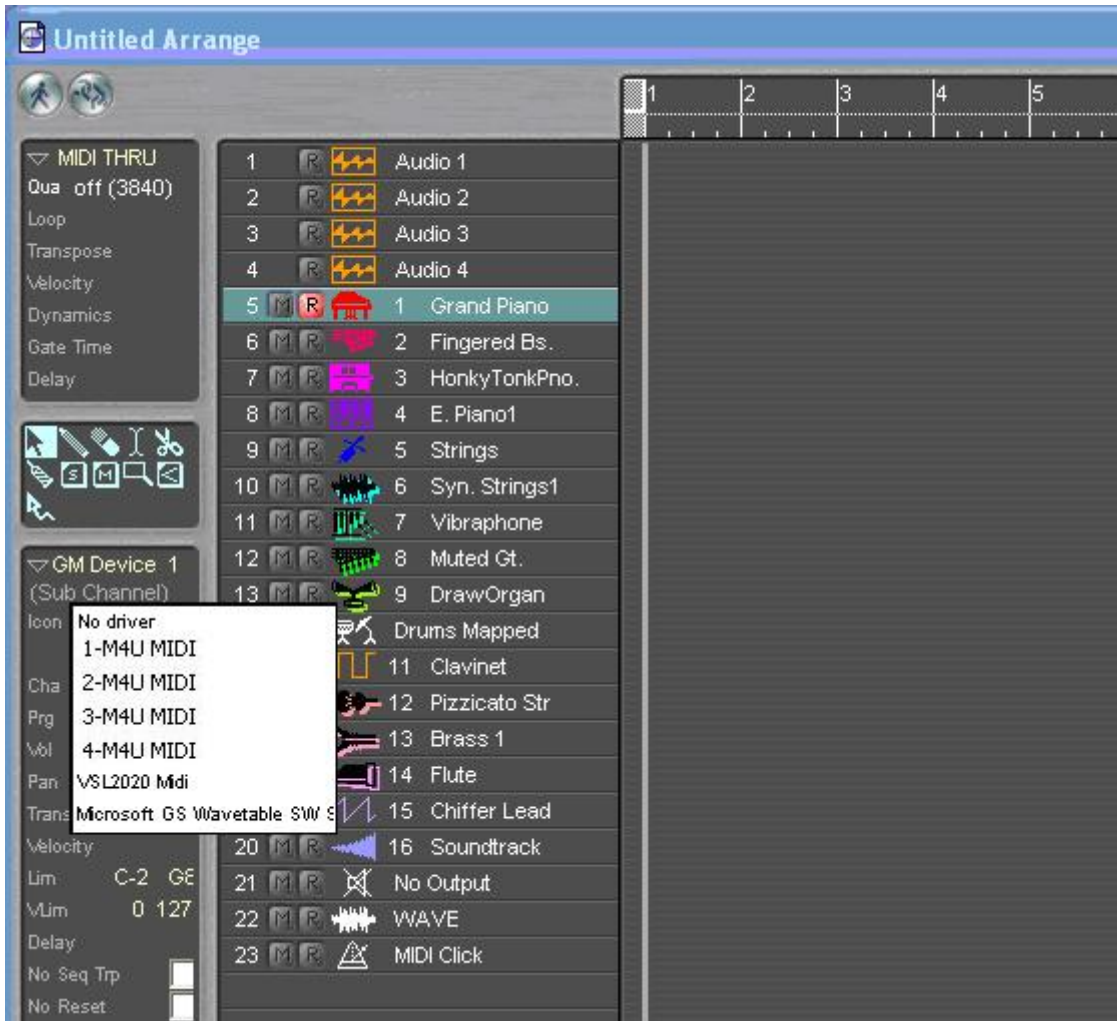 Untitled Arrange
1 2 3 4 5
MIDI THRU
Qua off (3840)
Loop
Transpose
Velocity
Dynamics
Gate Time
Delay
S M
GM Device 1
(Sub Channel)
Icon
Cha
Prg
Vol
Pan
Trans
Velocity
Lim C-2 G8
VLim 0 127
Delay
No Seq Trp
No Reset
No driver
1-M4U MIDI
2-M4U MIDI
3-M4U MIDI
4-M4U MIDI
VSL2020 Midi
Microsoft GS Wavetable SW S
1 R Audio 1
2 R Audio 2
3 R Audio 3
4 R Audio 4
5 M R 1 Grand Piano
6 M R 2 Fingered Bs.
7 M R 3 HonkyTonkPno.
8 M R 4 E. Piano1
9 M R 5 Strings
10 M R 6 Syn. Strings1
11 M R 7 Vibraphone
12 M R 8 Muted Gt.
13 M R 9 DrawOrgan
Drums Mapped
11 Clavinet
12 Pizzicato Str
13 Brass 1
14 Flute
15 Chiffer Lead
20 M R 16 Soundtrack
21 M R No Output
22 M R WAVE
23 M R MIDI Click